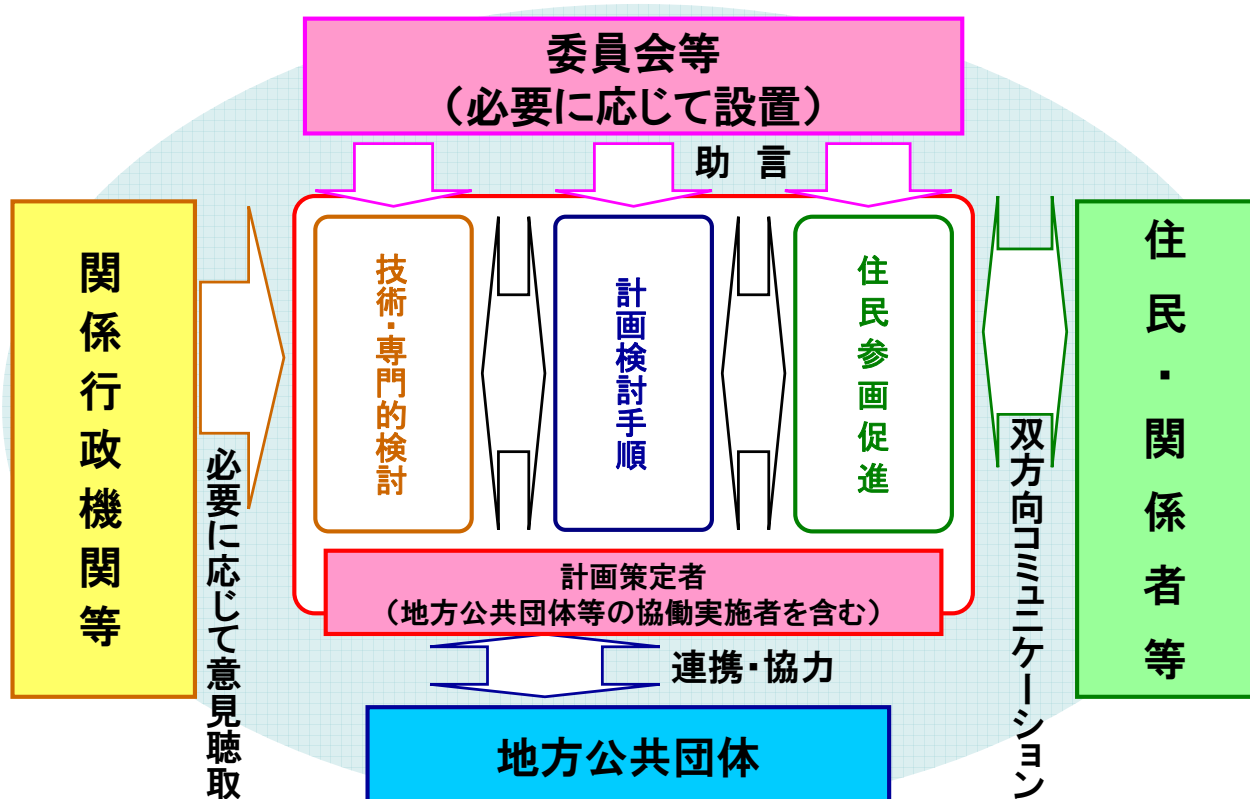 委員会等
（必要に応じて設置）
助 言
関係行政機関等
必要に応じて意見聴取
技術・専門的検討
計画検討手順
住民参画促進
双方向コミュニケーション
住民・関係者等
計画策定者
（地方公共団体等の協働実施者を含む）
連携・協力
地方公共団体